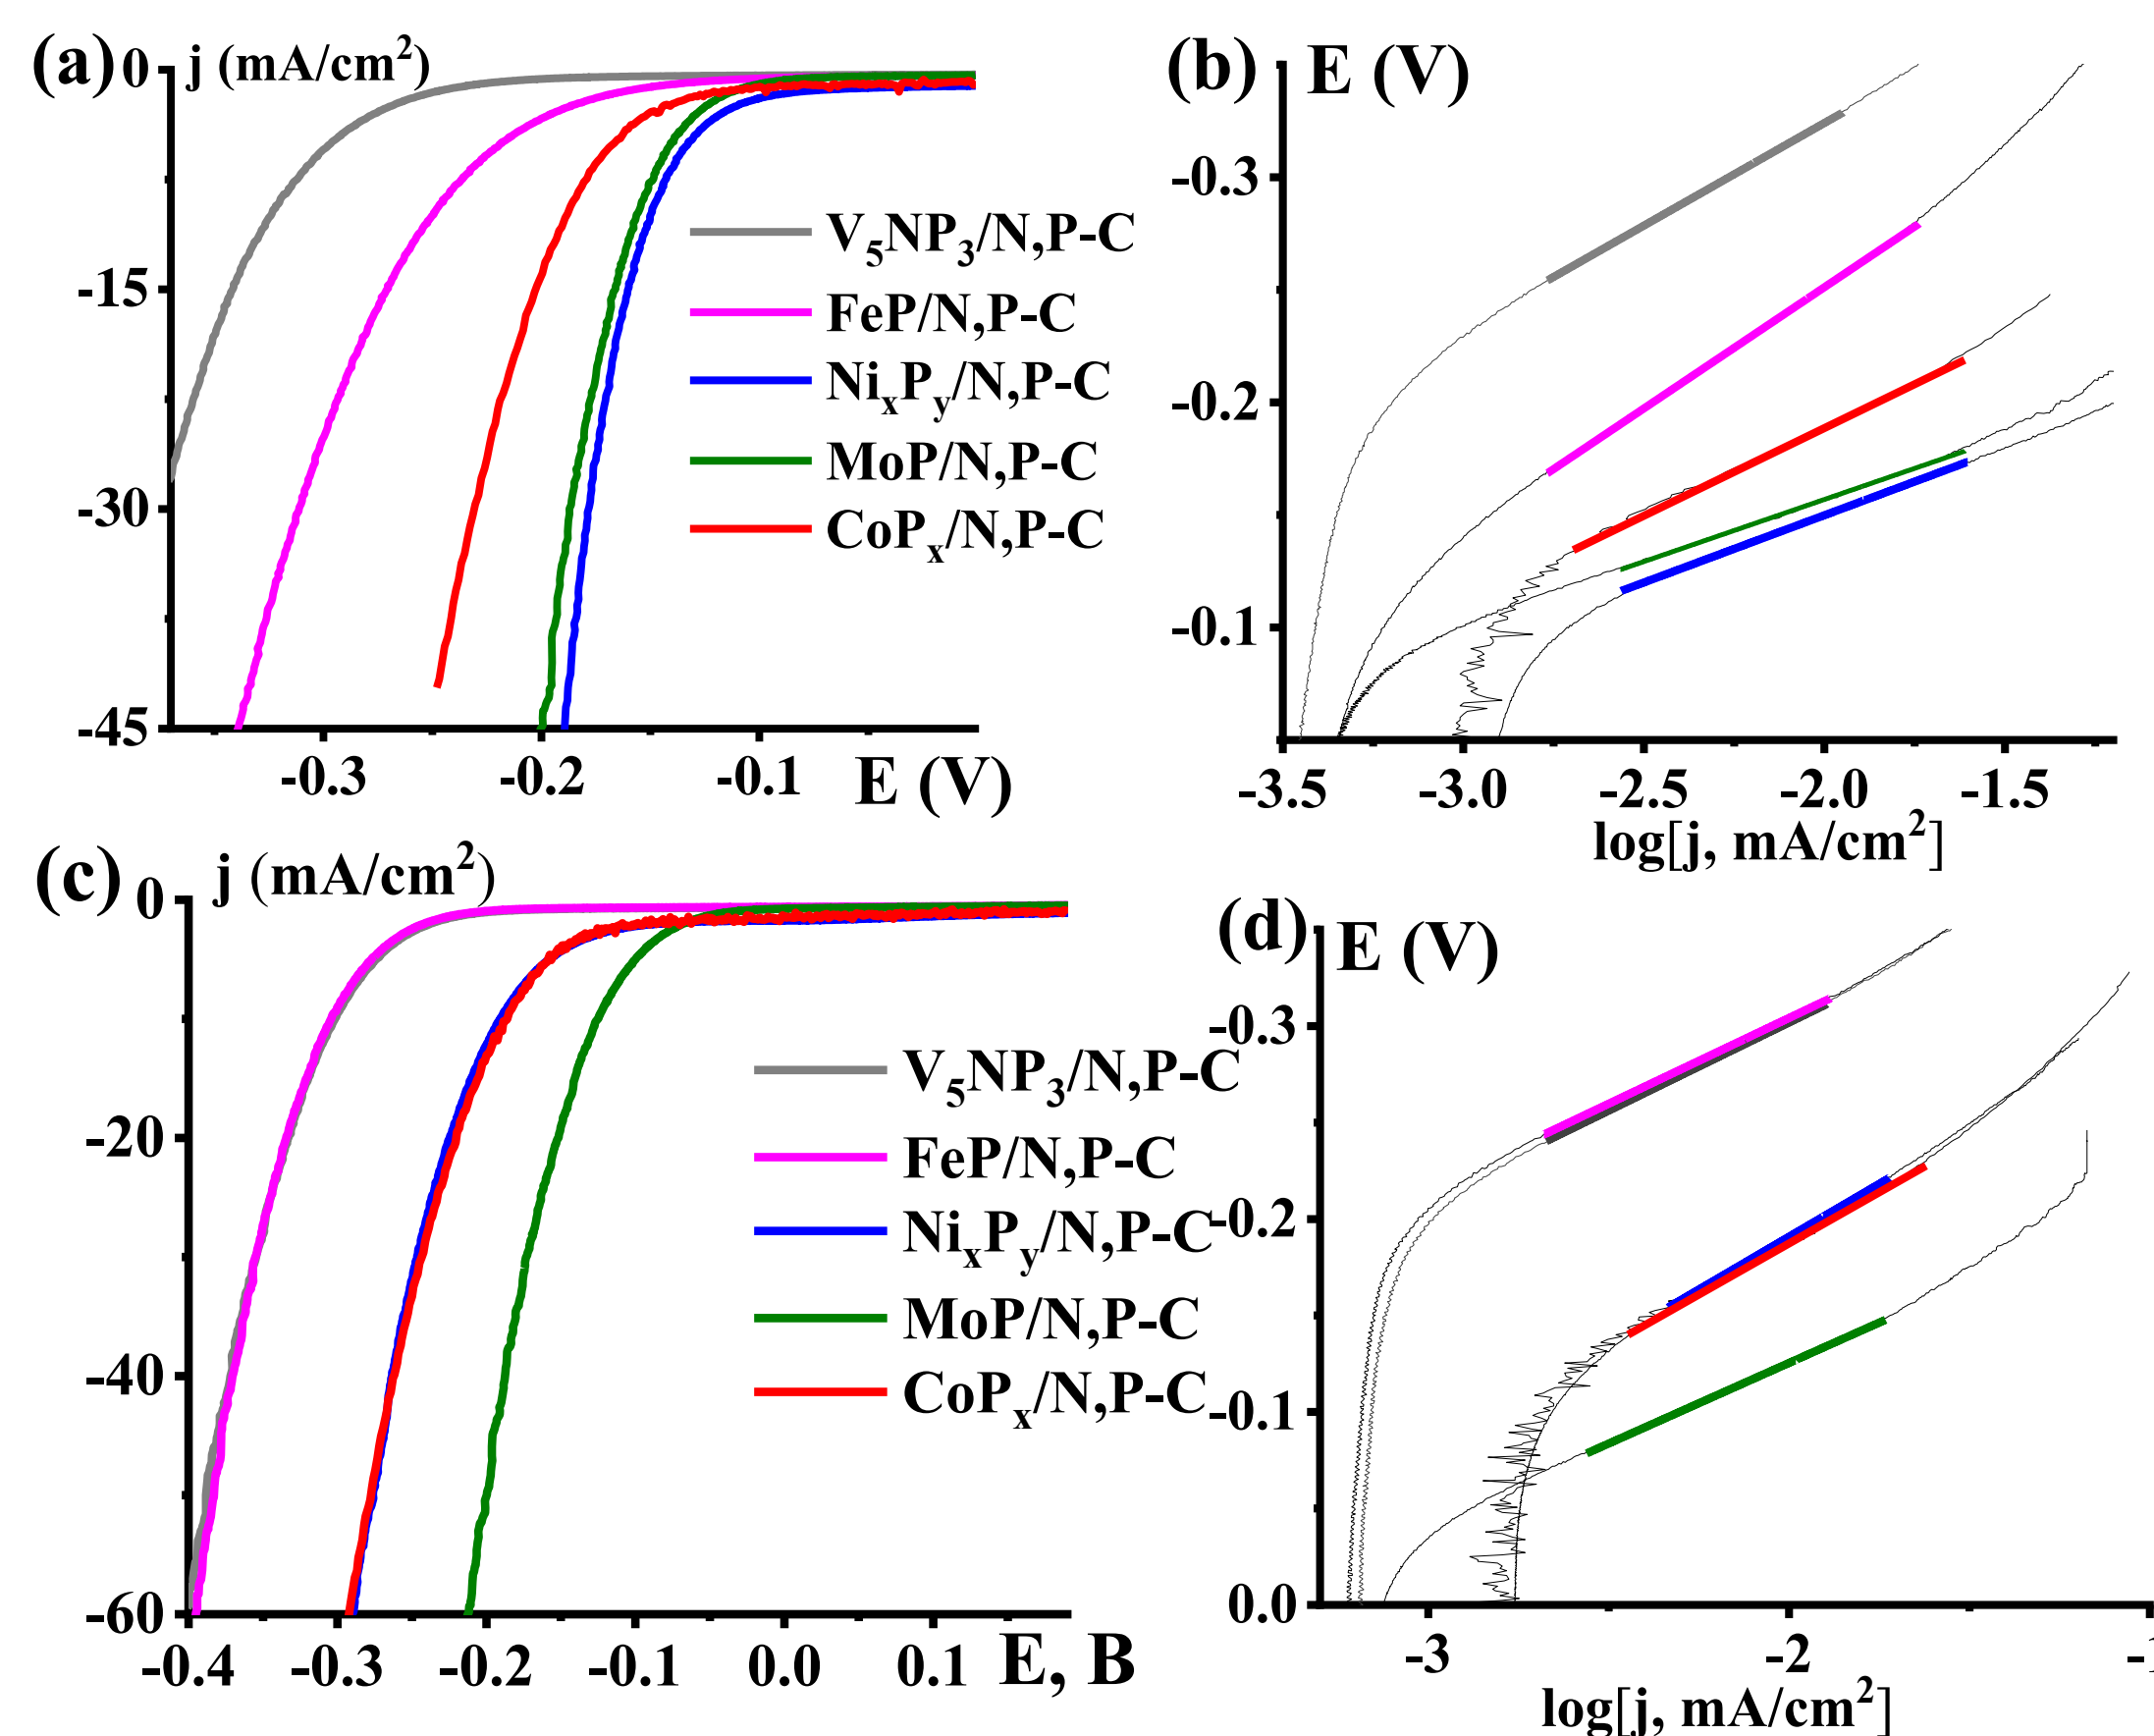 (a)
j (mA/cm²)
0
-15
-30
-45
V₅NP₃/N,P-C
FeP/N,P-C
NiₓPᵧ/N,P-C
MoP/N,P-C
CoPₓ/N,P-C
-0.3 -0.2 -0.1 E (V)
(b)
E (V)
-0.3
-0.2
-0.1
-3.5 -3.0 -2.5 -2.0 -1.5
log[j, mA/cm²]
(c)
j (mA/cm²)
0
-20
-40
-60
V₅NP₃/N,P-C
FeP/N,P-C
NiₓPᵧ/N,P-C
MoP/N,P-C
CoPₓ/N,P-C
-0.4 -0.3 -0.2 -0.1 0.0 0.1 E, B
(d)
E (V)
-0.3
-0.2
-0.1
0.0
-3 -2
log[j, mA/cm²]